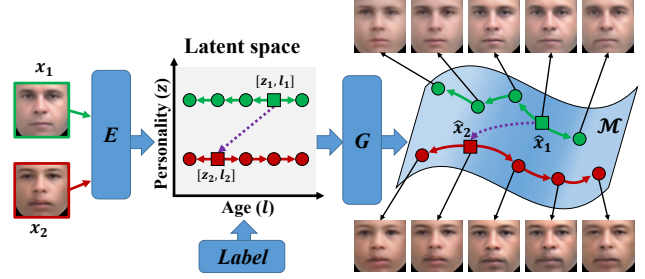 Latent space
x₁
x₂
E
Personality (z)
[z₁, l₁]
[z₂, l₂]
Age (l)
Label
G
x̂₂
x̂₁
ℳ